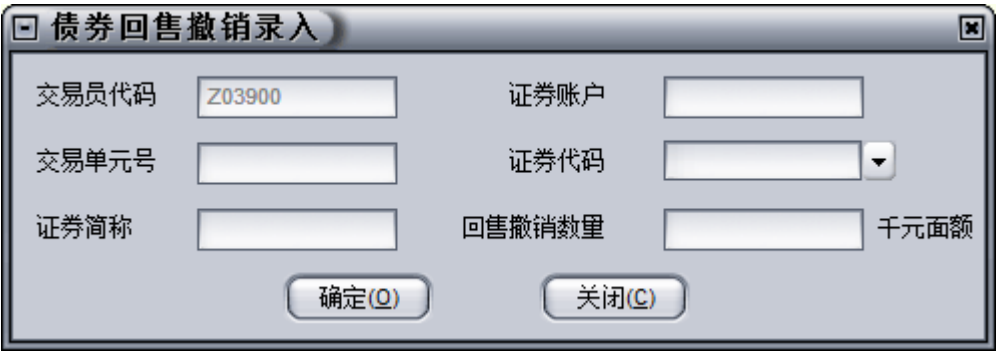 债券回售撤销录入
交易员代码 Z03900 证券账户
交易单元号 证券代码
证券简称 回售撤销数量 千元面额
确定(O) 关闭(C)